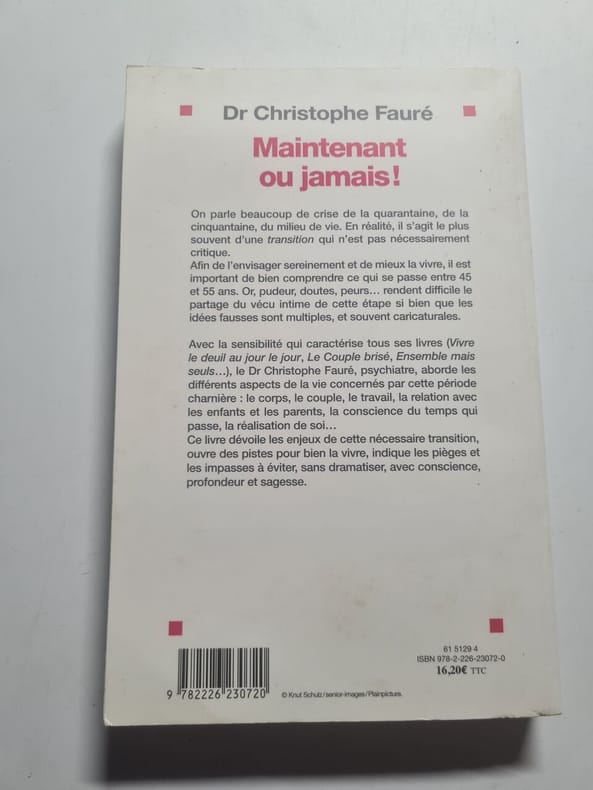 Dr Christophe Fauré
Maintenant
ou jamais !
On parle beaucoup de crise de la quarantaine, de la
cinquantaine, du milieu de vie. En réalité, il s'agit le plus
souvent d'une transition qui n'est pas nécessairement
critique.
Afin de l'envisager sereinement et de mieux la vivre, il est
important de bien comprendre ce qui se passe entre 45
et 55 ans. Or, pudeur, doutes, peurs… rendent difficile le
partage du vécu intime de cette étape si bien que les
idées fausses sont multiples, et souvent caricaturales.
Avec la sensibilité qui caractérise tous ses livres (Vivre
le deuil au jour le jour, Le Couple brisé, Ensemble mais
seuls…), le Dr Christophe Fauré, psychiatre, aborde les
différents aspects de la vie concernés par cette période
charnière : le corps, le couple, le travail, la relation avec
les enfants et les parents, la conscience du temps qui
passe, la réalisation de soi…
Ce livre dévoile les enjeux de cette nécessaire transition,
ouvre des pistes pour bien la vivre, indique les pièges et
les impasses à éviter, sans dramatiser, avec conscience,
profondeur et sagesse.
61 5129 4
ISBN 978-2-226-23072-0
16,20€ TTC
9 782226 230720
© Knut Schulz/senior-images/Plainpicture.